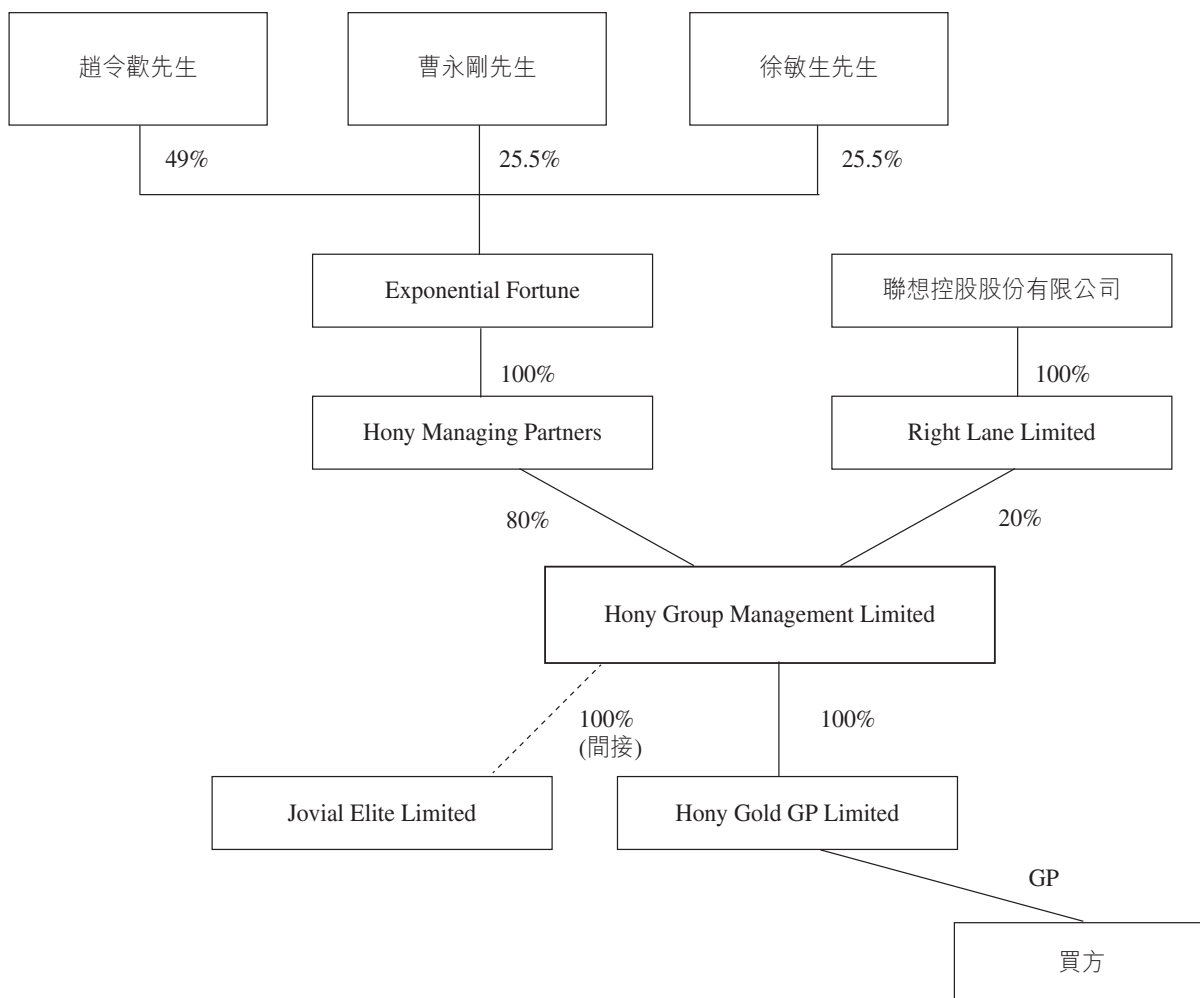 趙令歡先生
曹永剛先生
徐敏生先生
49%
25.5%
25.5%
Exponential Fortune
聯想控股股份有限公司
100%
100%
Hony Managing Partners
Right Lane Limited
80%
20%
Hony Group Management Limited
100%
(間接)
100%
Jovial Elite Limited
Hony Gold GP Limited
GP
買方